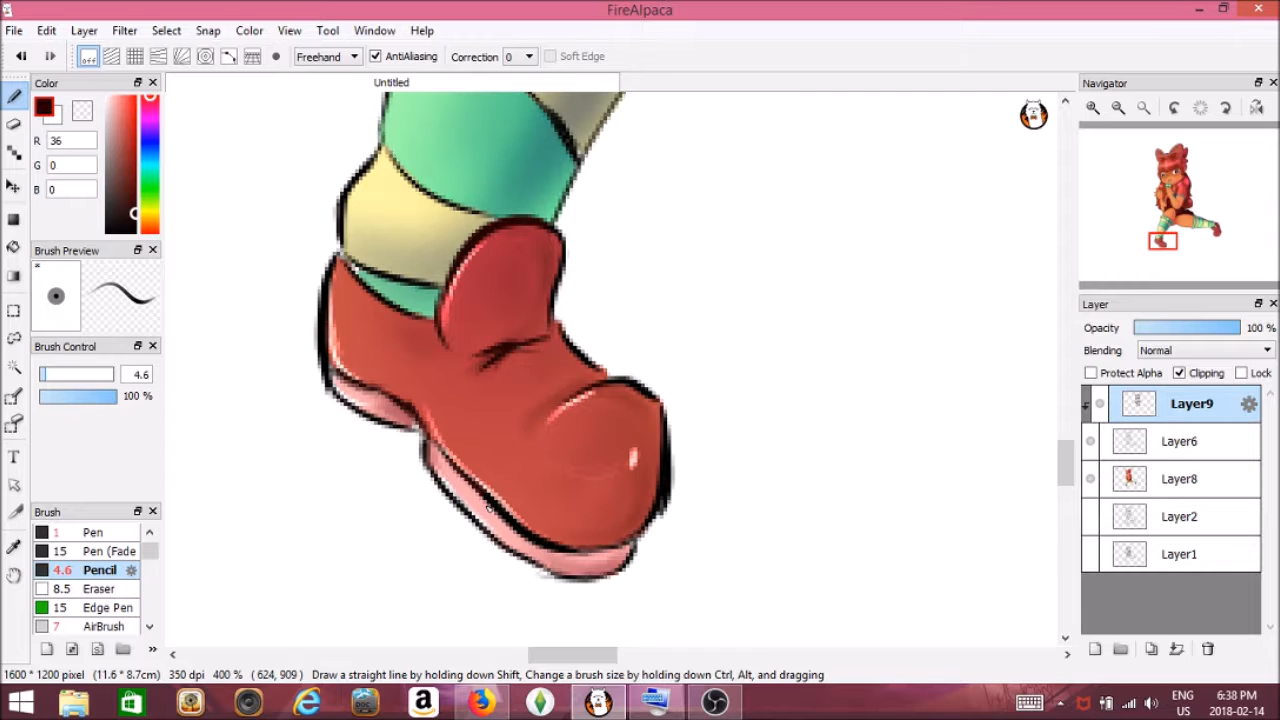 FireAlpaca
File Edit Layer Filter Select Snap Color View Tool Window Help
off Freehand AntiAliasing Correction 0 Soft Edge
Color
R 36
G 0
B 0
Brush Preview
*
Brush Control
4.6
100 %
Brush
1 Pen
15 Pen (Fade
4.6 Pencil
8.5 Eraser
15 Edge Pen
7 AirBrush
Untitled
Navigator
Layer
Opacity 100 %
Blending Normal
Protect Alpha Clipping Lock
Layer9
Layer6
Layer8
Layer2
Layer1
1600 * 1200 pixel (11.6 * 8.7cm) 350 dpi 400 % ( 624, 909 ) Draw a straight line by holding down Shift, Change a brush size by holding down Ctrl, Alt, and dragging
ENG 6:38 PM
US 2018-02-14